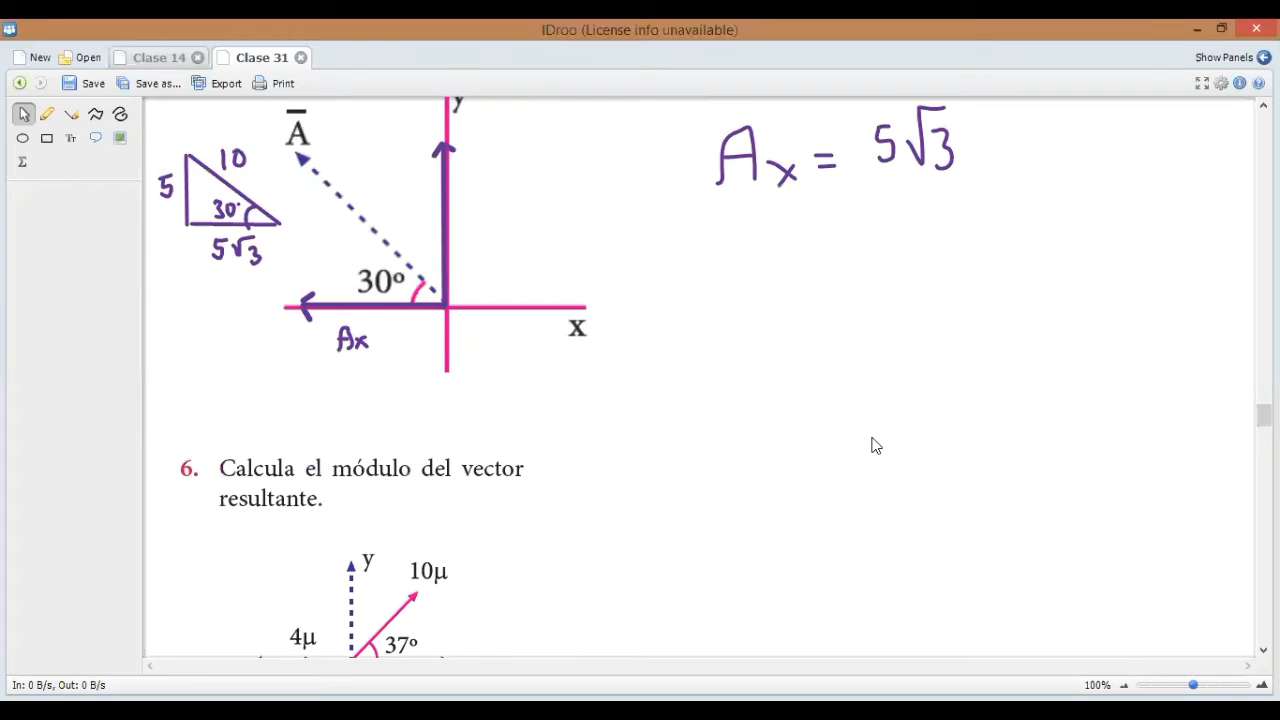 IDroo (License info unavailable)
New Open Clase 14 Clase 31 Show Panels
Save Save as... Export Print
y
A
10
5
30°
5√3
Ax = 5√3
30º
Ax
x
6. Calcula el módulo del vector
resultante.
y
10μ
4μ
37º
In: 0 B/s, Out: 0 B/s 100%